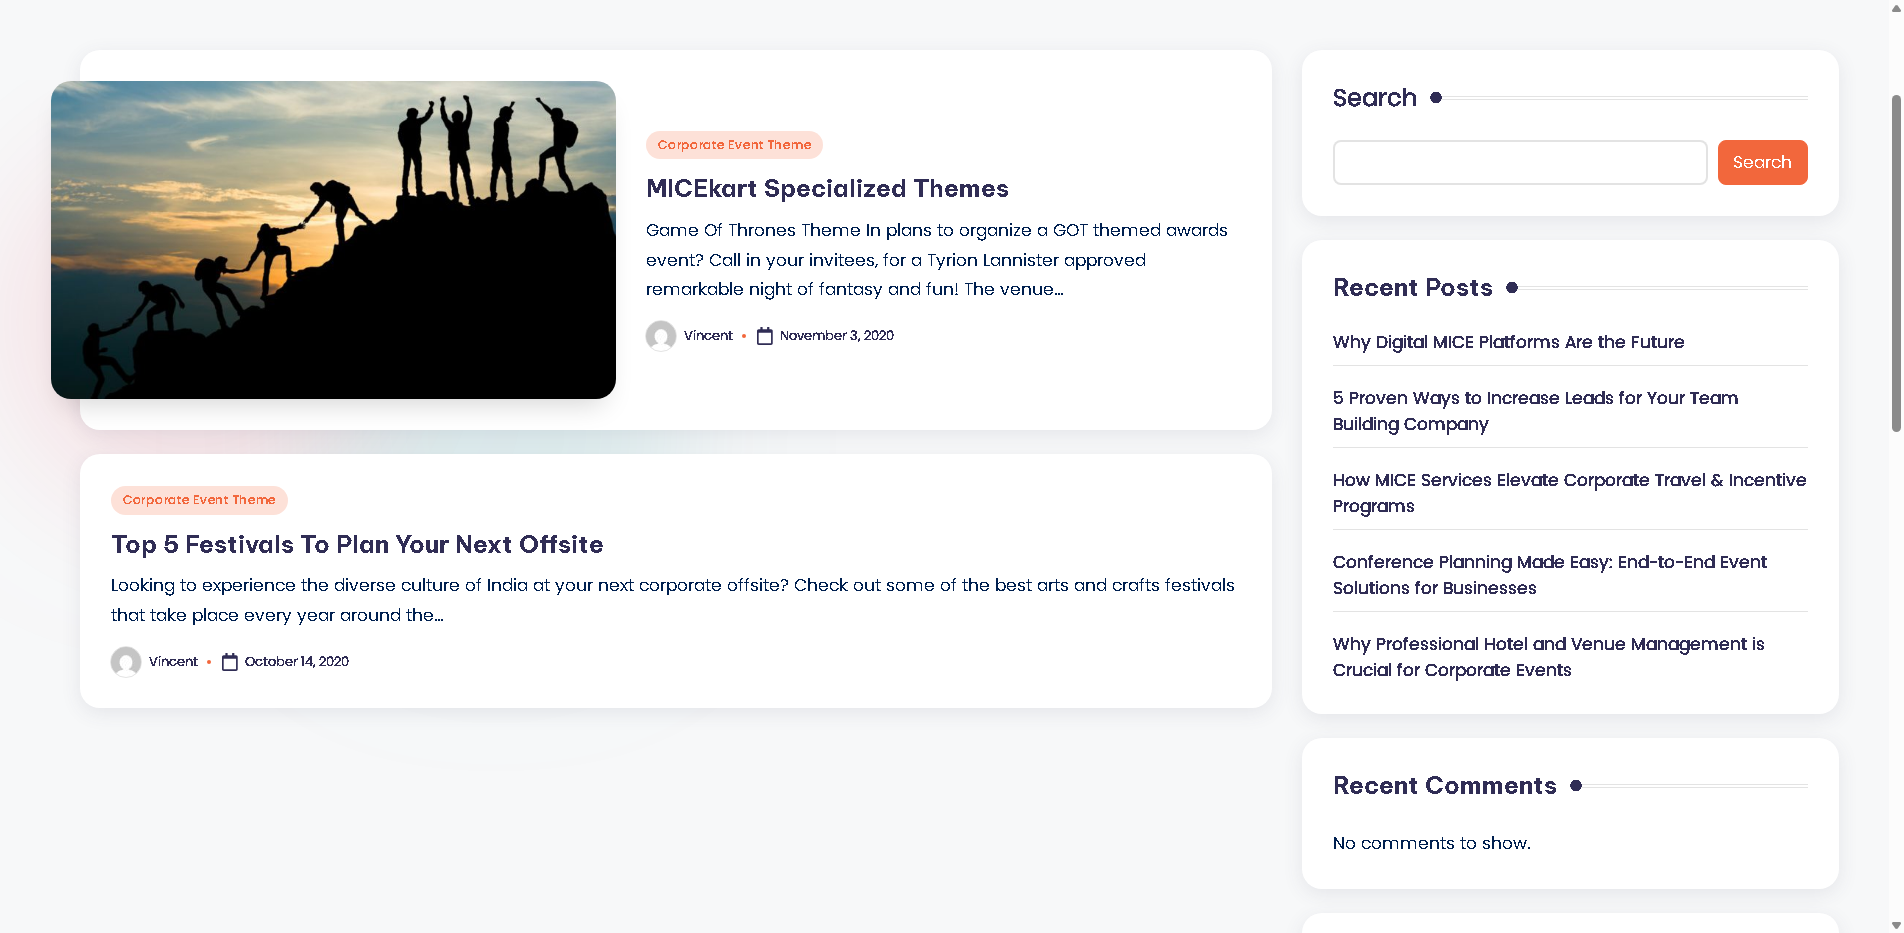 Corporate Event Theme
MICEkart Specialized Themes
Game Of Thrones Theme In plans to organize a GOT themed awards
event? Call in your invitees, for a Tyrion Lannister approved
remarkable night of fantasy and fun! The venue…
Vincent • November 3, 2020
Corporate Event Theme
Top 5 Festivals To Plan Your Next Offsite
Looking to experience the diverse culture of India at your next corporate offsite? Check out some of the best arts and crafts festivals
that take place every year around the…
Vincent • October 14, 2020
Search
Search
Recent Posts
Why Digital MICE Platforms Are the Future
5 Proven Ways to Increase Leads for Your Team
Building Company
How MICE Services Elevate Corporate Travel & Incentive
Programs
Conference Planning Made Easy: End-to-End Event
Solutions for Businesses
Why Professional Hotel and Venue Management is
Crucial for Corporate Events
Recent Comments
No comments to show.